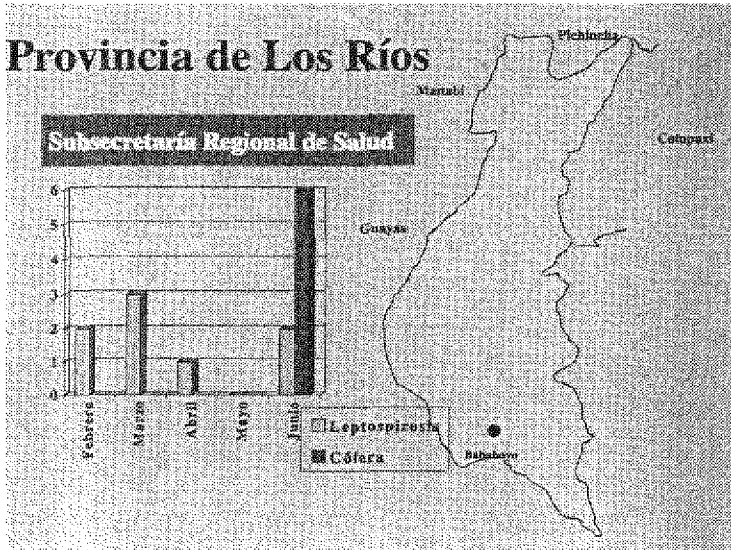 Provincia de Los Ríos
Subsecretaría Regional de Salud
6
5
4
3
2
1
0
Febrero
Marzo
Abril
Mayo
Junio
Leptospirosis
Cólera
Pichincha
Manabí
Cotopaxi
Guayas
Babahoyo